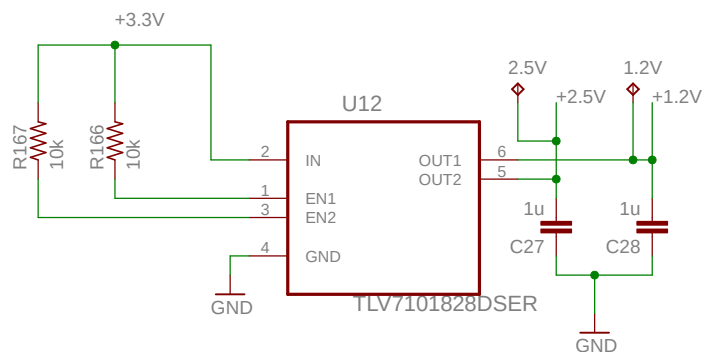 +3.3V
2.5V
1.2V
+2.5V
+1.2V
U12
R167
10k
R166
10k
2
IN
OUT1
6
OUT2
5
1
EN1
3
EN2
4
GND
1u
C27
1u
C28
GND
TLV7101828DSER
GND